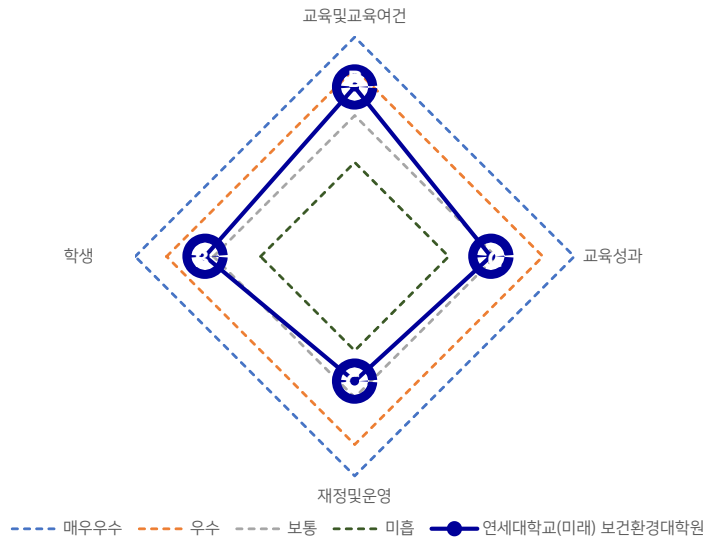 교육및교육여건
학생
교육성과
재정및운영
매우우수 우수 보통 미흡 연세대학교(미래) 보건환경대학원